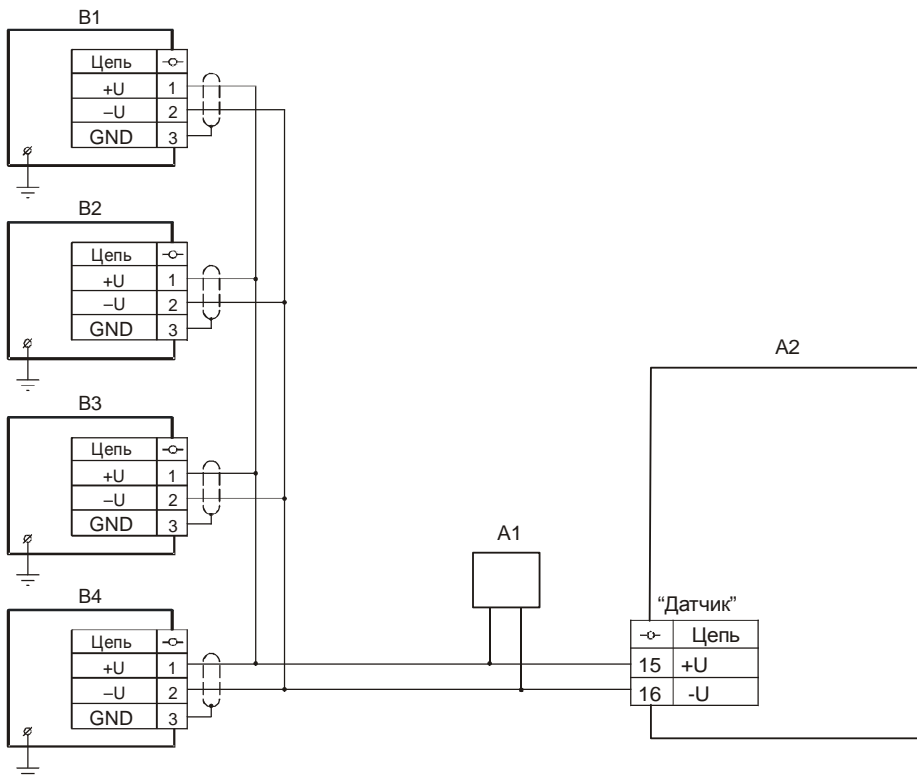 B1
Цепь
+U 1
–U 2
GND 3
B2
Цепь
+U 1
–U 2
GND 3
B3
Цепь
+U 1
–U 2
GND 3
B4
Цепь
+U 1
–U 2
GND 3
A1
A2
“Датчик”
Цепь
15 +U
16 -U